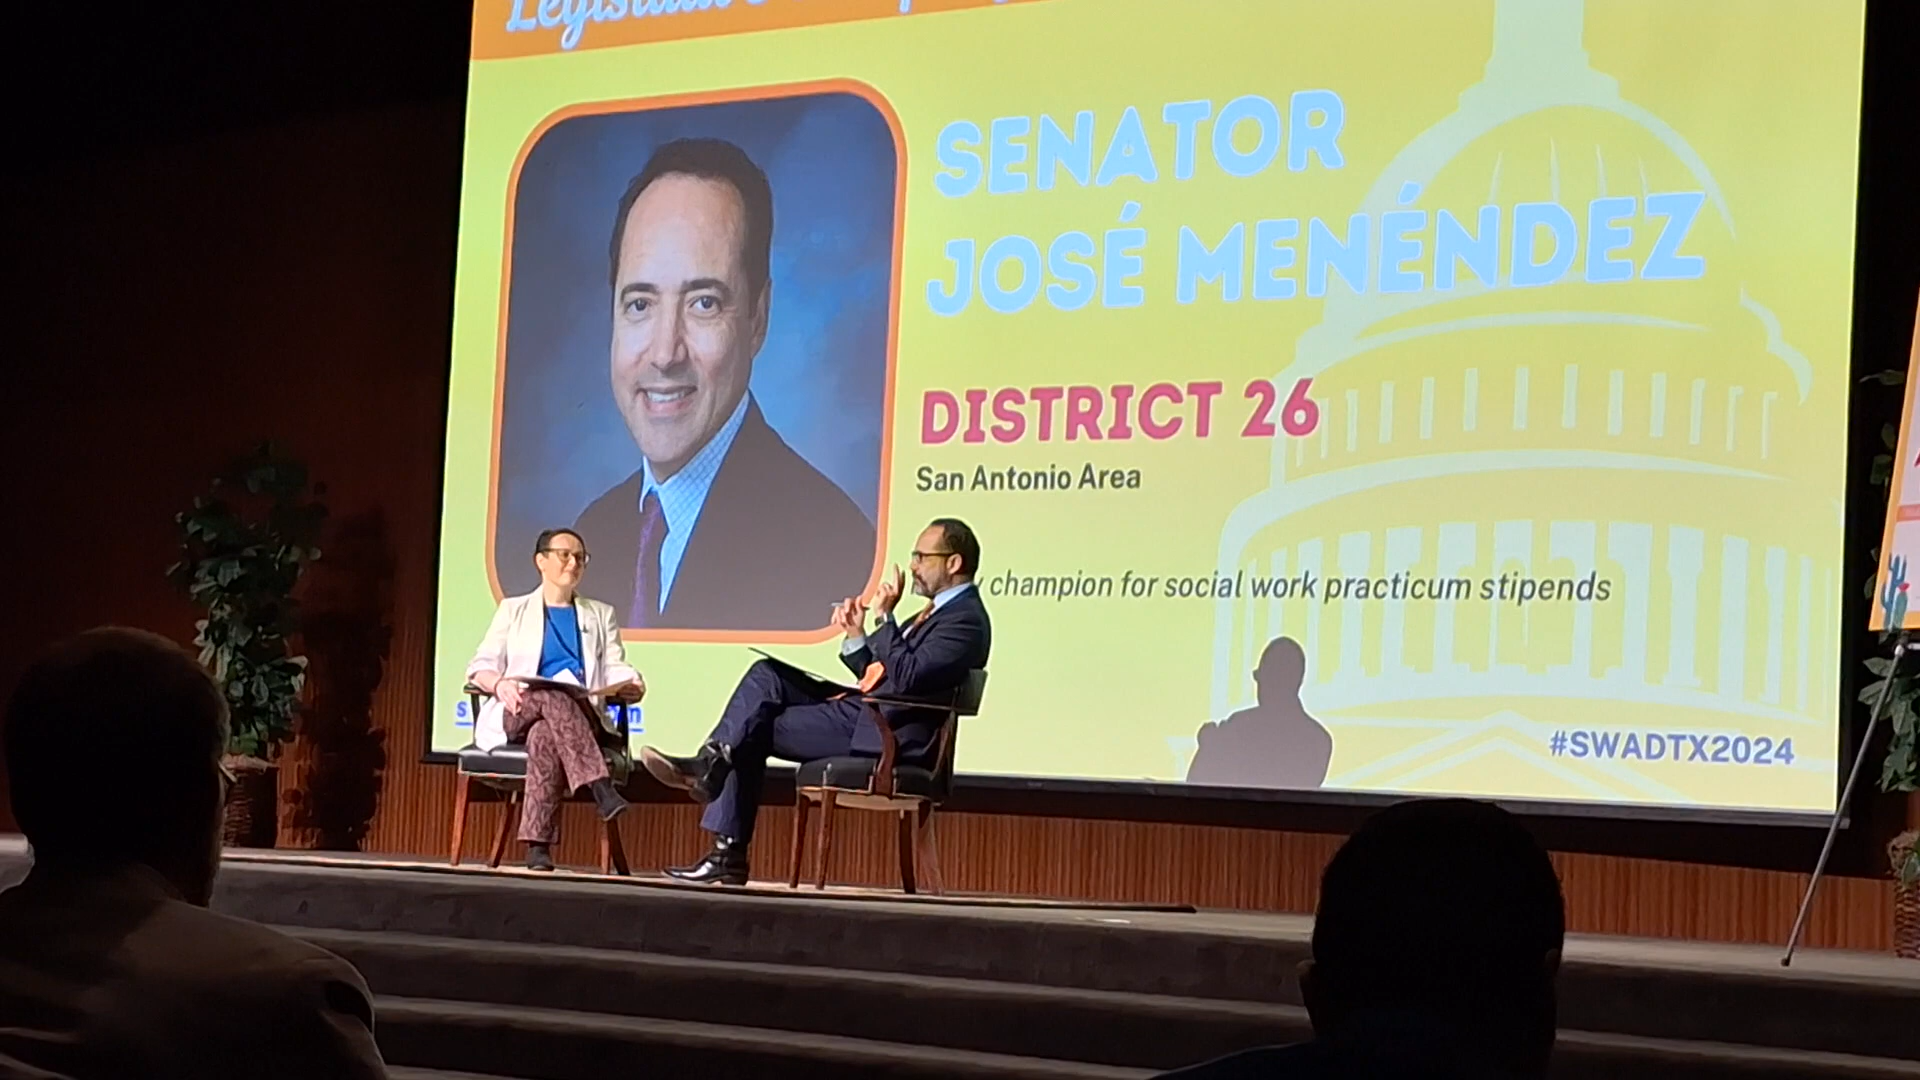 SENATOR
JOSÉ MENÉNDEZ
DISTRICT 26
San Antonio Area
champion for social work practicum stipends
#SWADTX2024